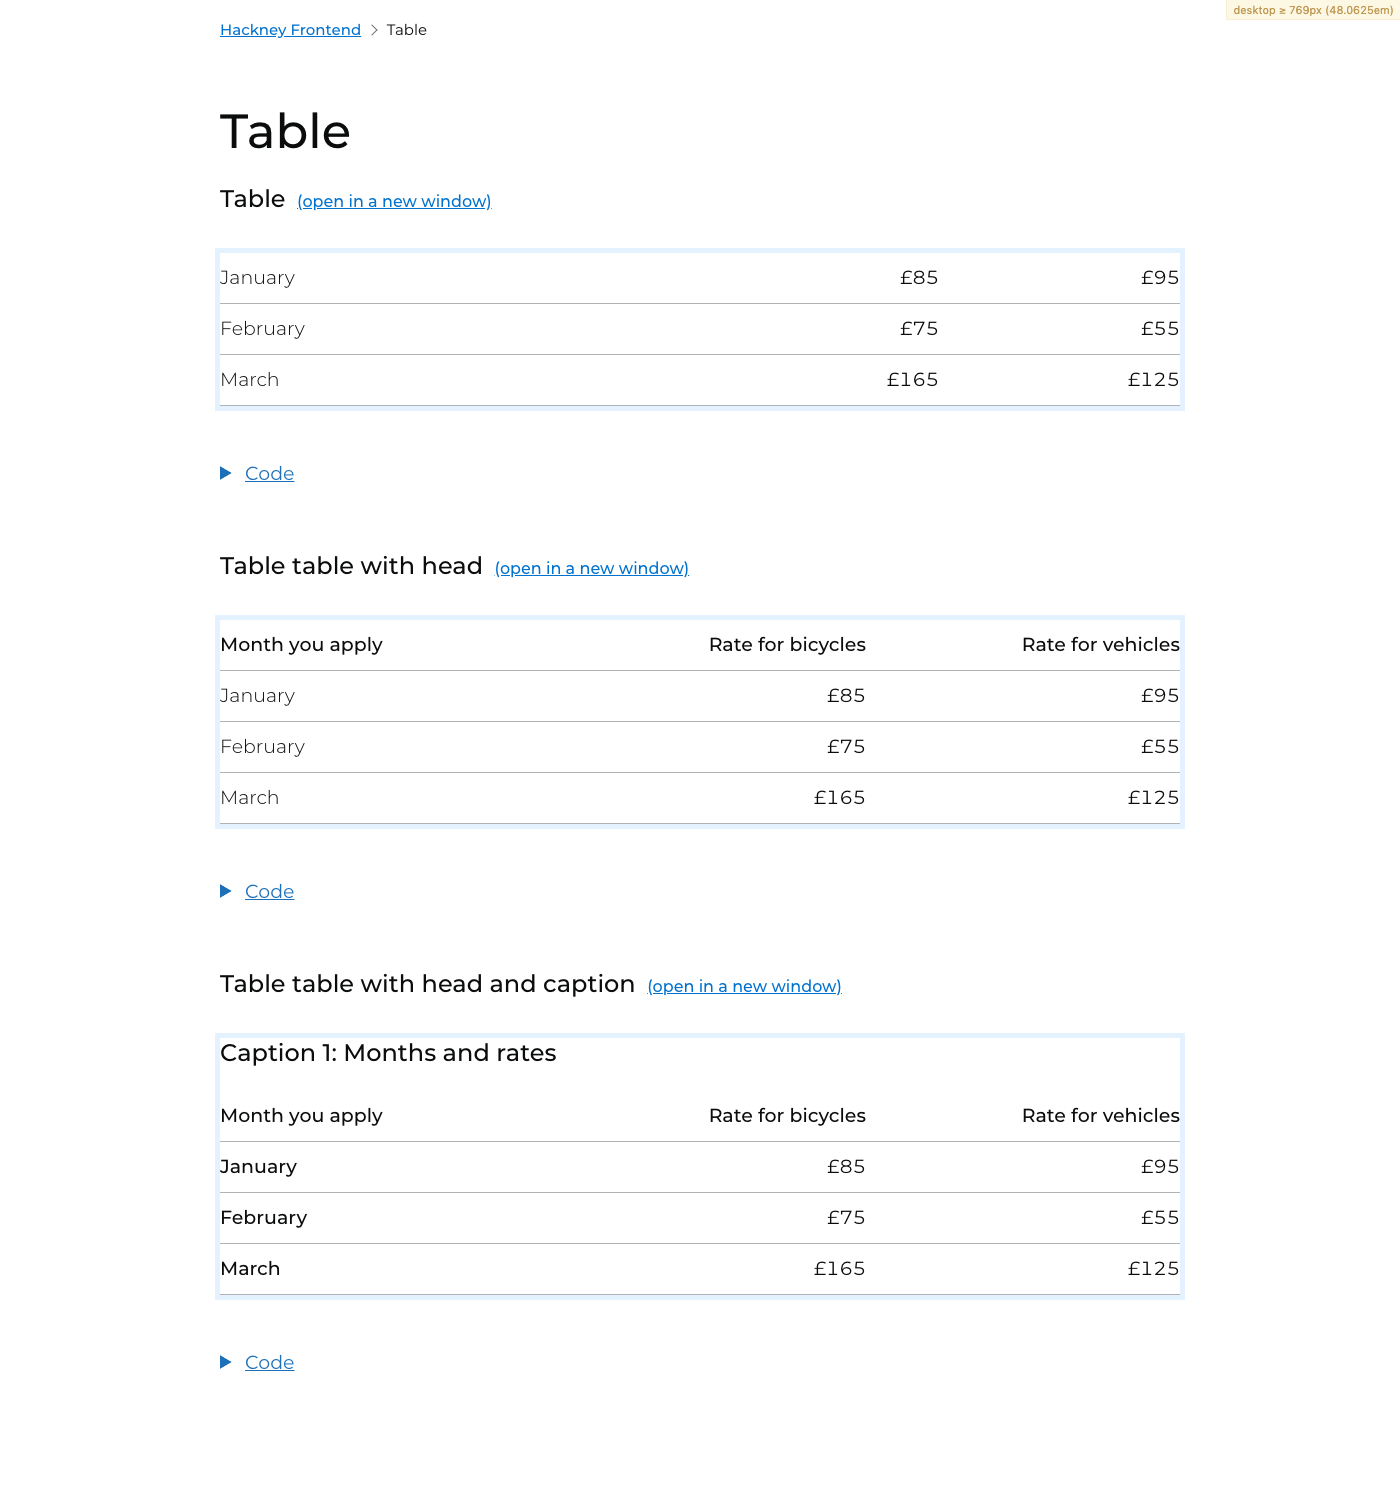 desktop ≥ 769px (48.0625em)
Hackney Frontend > Table
Table
Table (open in a new window)
January £85 £95
February £75 £55
March £165 £125
Code
Table table with head (open in a new window)
Month you apply Rate for bicycles Rate for vehicles
January £85 £95
February £75 £55
March £165 £125
Code
Table table with head and caption (open in a new window)
Caption 1: Months and rates
Month you apply Rate for bicycles Rate for vehicles
January £85 £95
February £75 £55
March £165 £125
Code